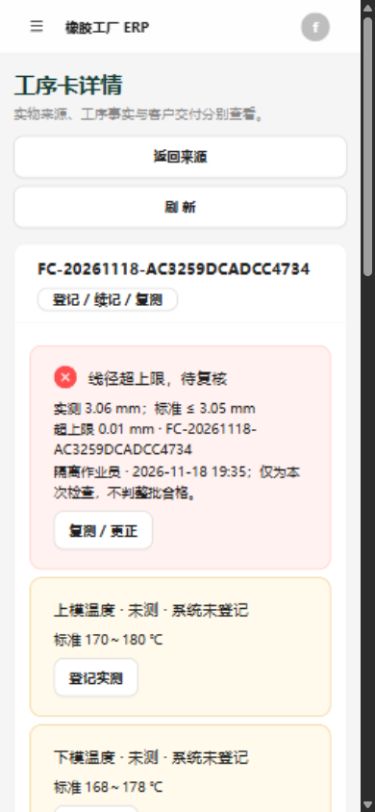 橡胶工厂 ERP
f
工序卡详情
实物来源、工序事实与客户交付分别查看。
返回来源
刷 新
FC-20261118-AC3259DCADCC4734
登记 / 续记 / 复测
线径超上限，待复核
实测 3.06 mm；标准 ≤ 3.05 mm
超上限 0.01 mm · FC-20261118-
AC3259DCADCC4734
隔离作业员 · 2026-11-18 19:35；仅为本
次检查，不判整批合格。
复测 / 更正
上模温度 · 未测 · 系统未登记
标准 170～180 ℃
登记实测
下模温度 · 未测 · 系统未登记
标准 168～178 ℃